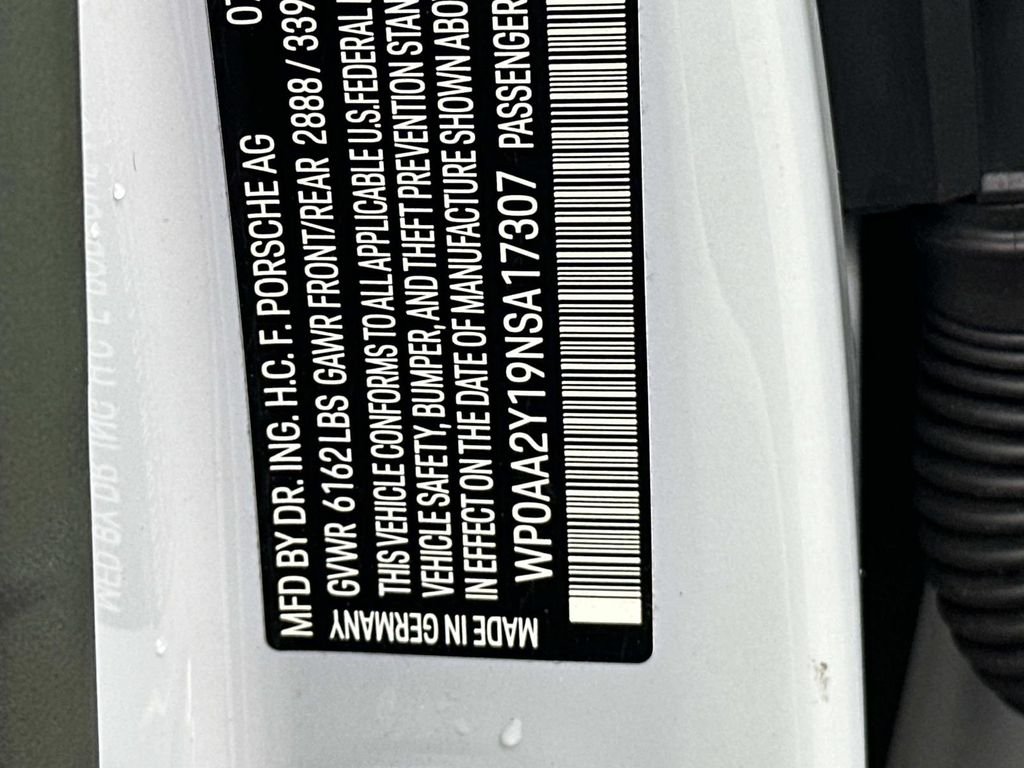 MFD BY DR. ING. H.C. F. PORSCHE AG
GVWR 6162 LBS GAWR FRONT/REAR 2888 / 339
THIS VEHICLE CONFORMS TO ALL APPLICABLE U.S. FEDERAL
VEHICLE SAFETY, BUMPER, AND THEFT PREVENTION STAN
IN EFFECT ON THE DATE OF MANUFACTURE SHOWN ABO
WP0AA2Y19NSA17307 PASSENGER
MADE IN GERMANY